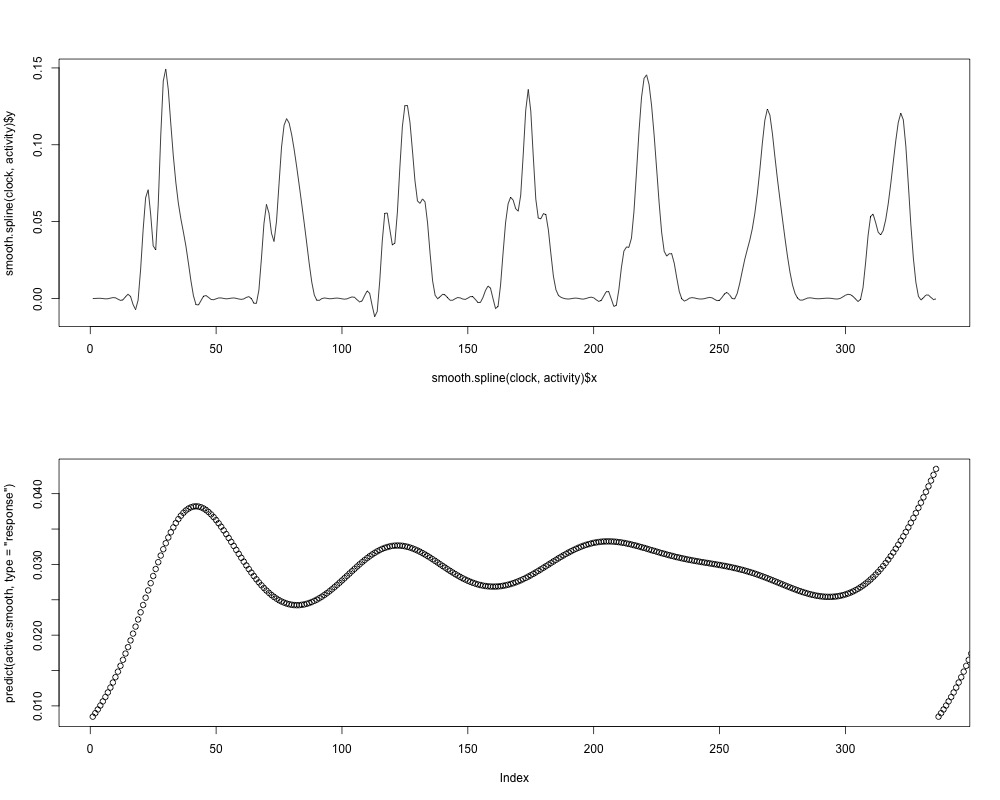 smooth.spline(clock, activity)$y
0.15
0.10
0.05
0.00
0 50 100 150 200 250 300
smooth.spline(clock, activity)$x
predict(active.smooth, type = "response")
0.040
0.030
0.020
0.010
0 50 100 150 200 250 300
Index